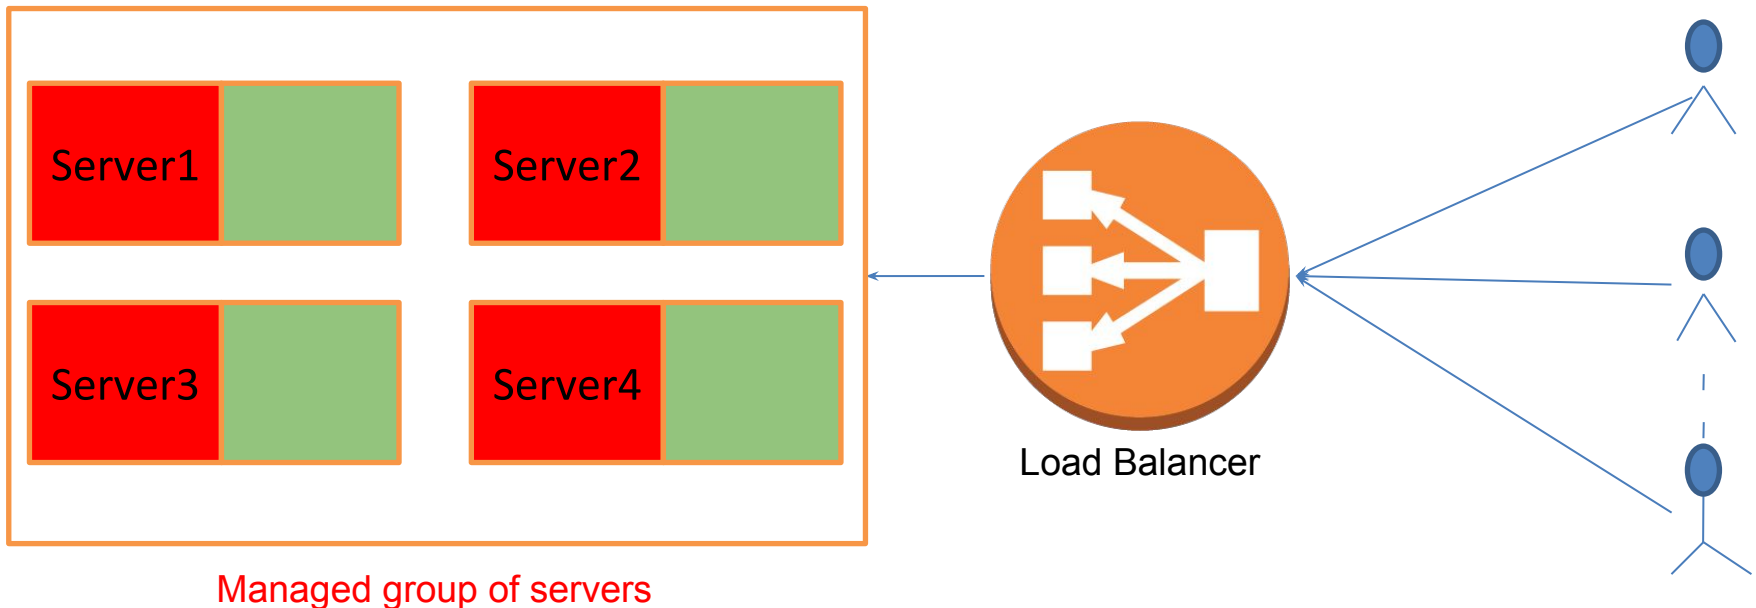 Server1
Server2
Server3
Server4
Load Balancer
Managed group of servers